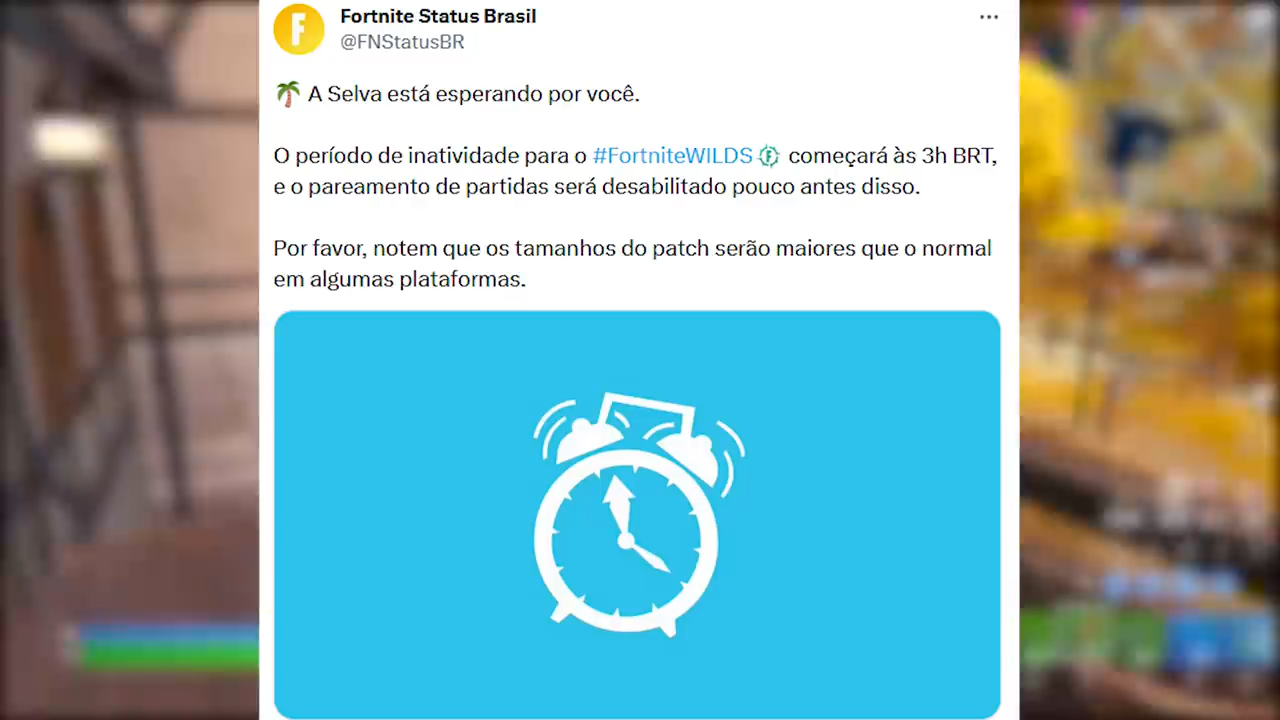 Fortnite Status Brasil
@FNStatusBR
🌴 A Selva está esperando por você.
O período de inatividade para o #FortniteWILDS começará às 3h BRT,
e o pareamento de partidas será desabilitado pouco antes disso.
Por favor, notem que os tamanhos do patch serão maiores que o normal
em algumas plataformas.